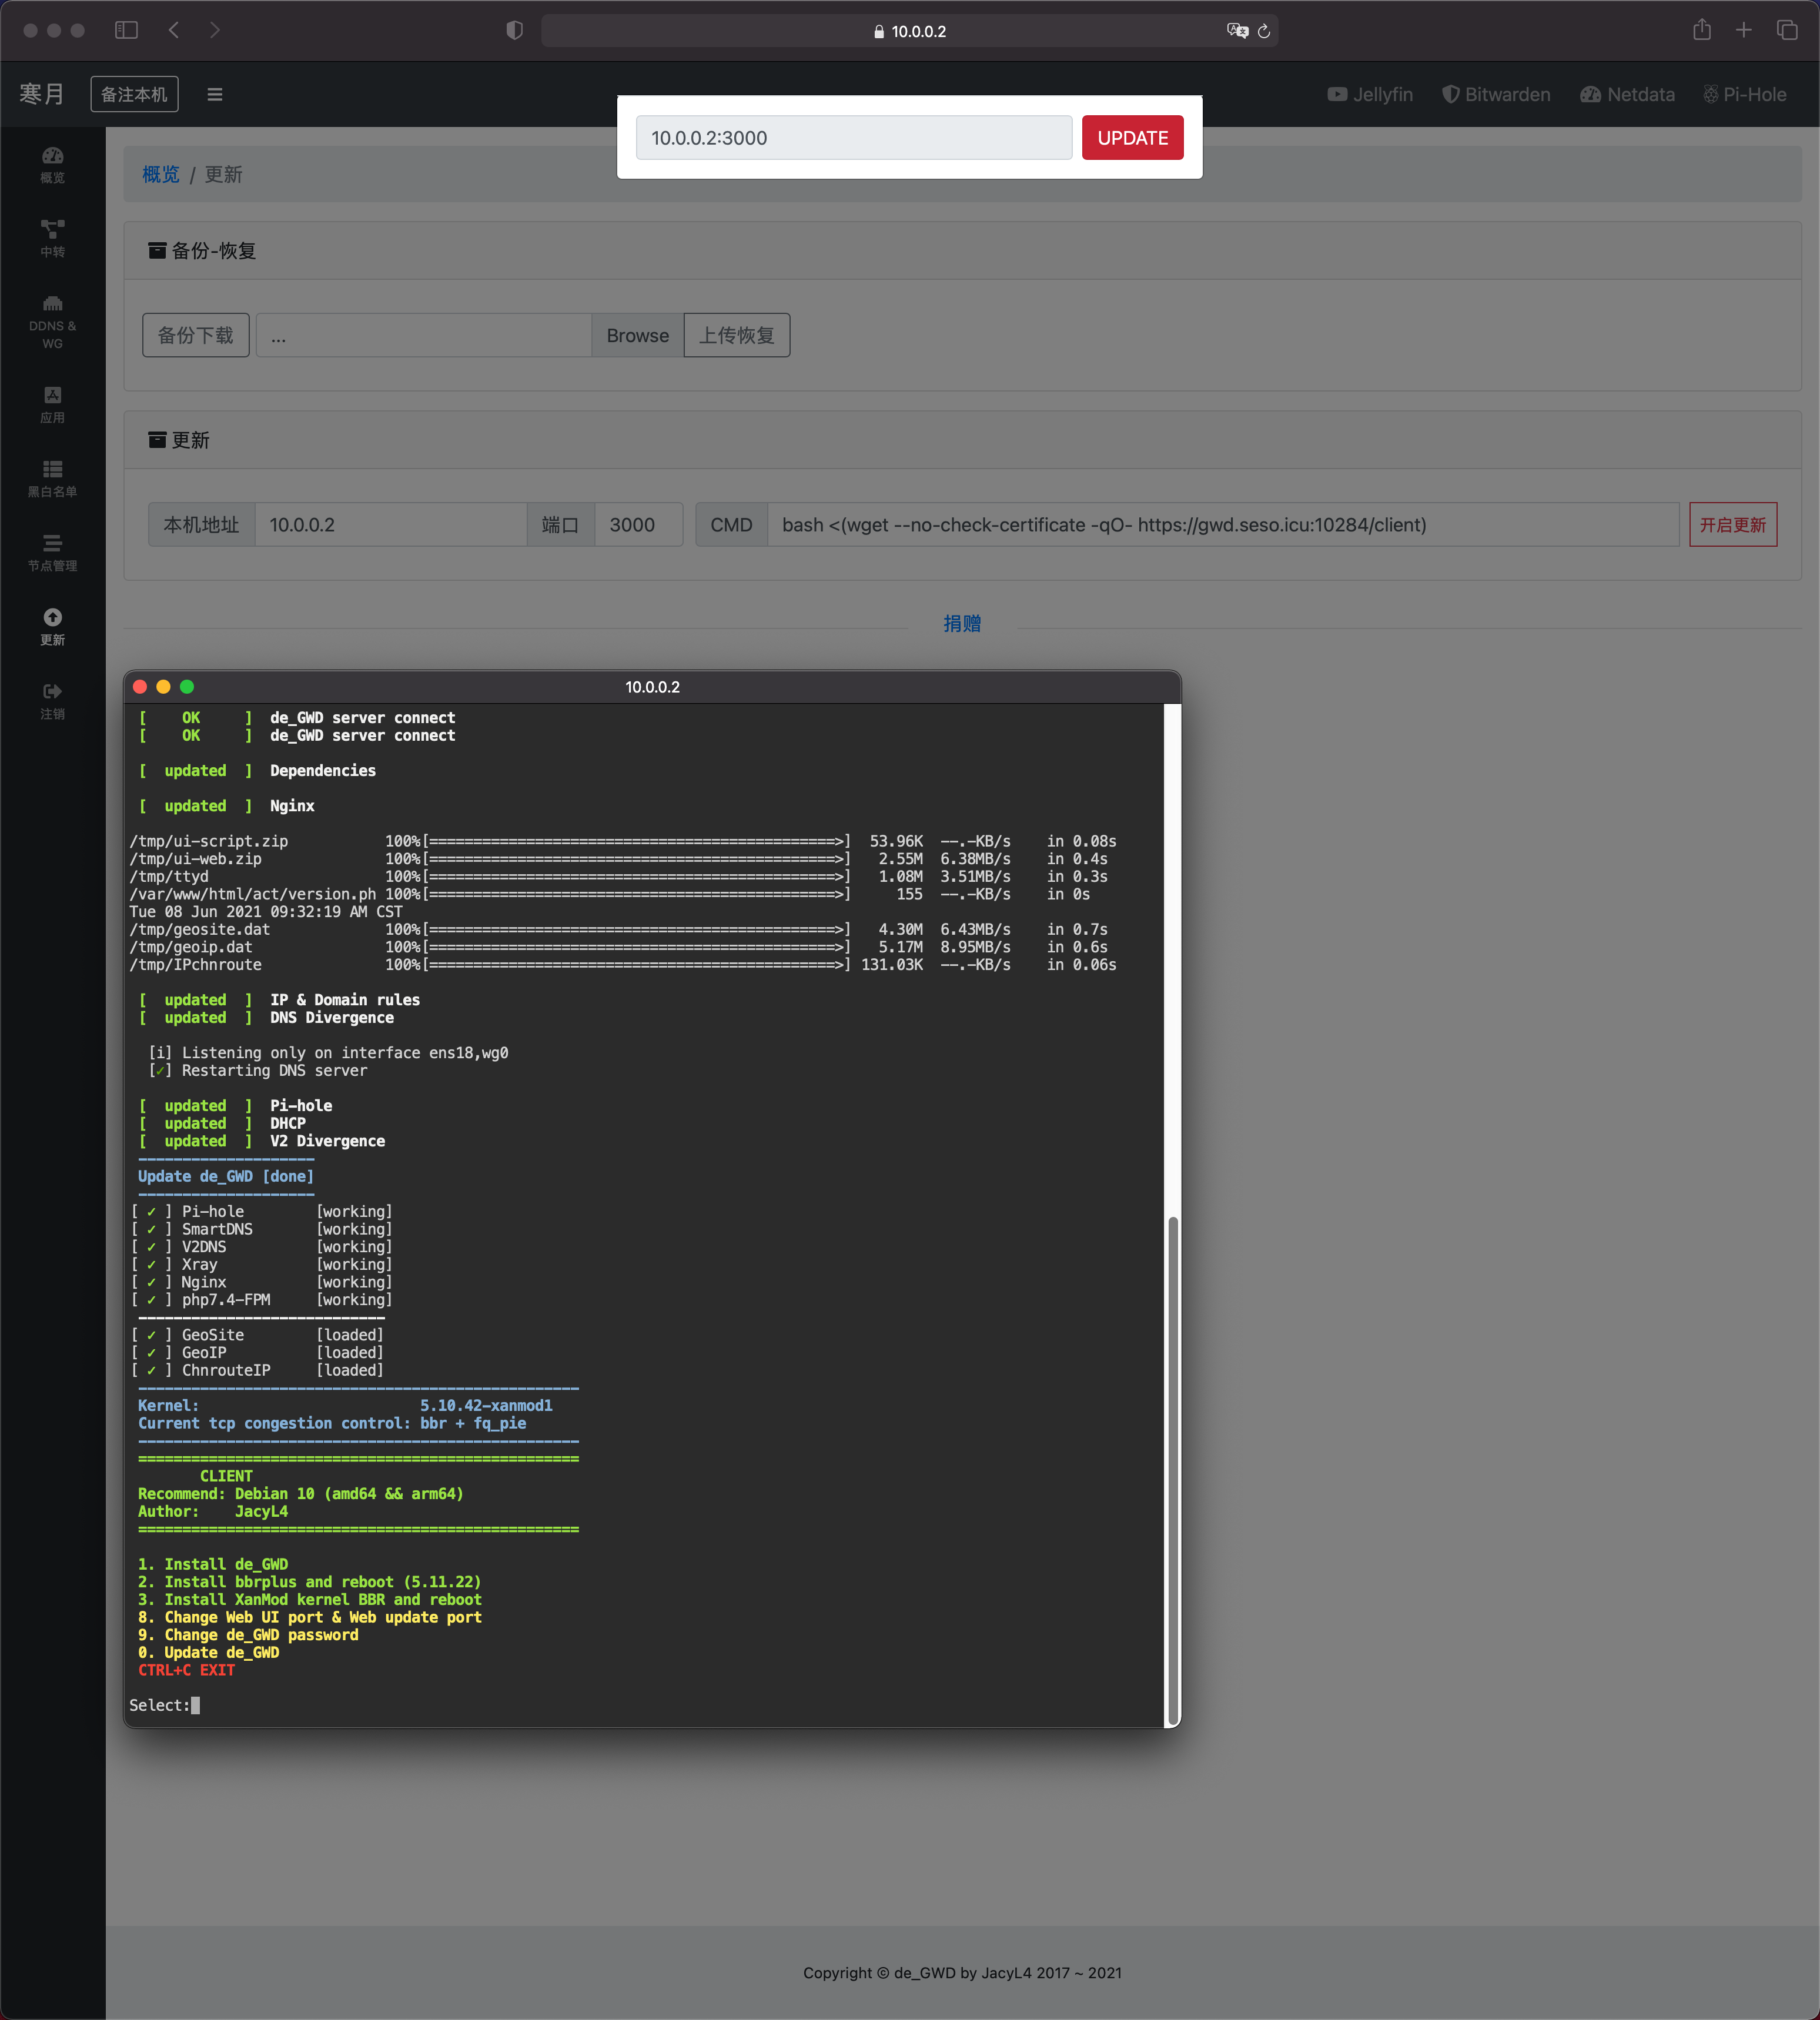 10.0.0.2
寒月
备注本机
Jellyfin
Bitwarden
Netdata
Pi-Hole
10.0.0.2:3000
UPDATE
概览
中转
DDNS &
WG
应用
黑白名单
节点管理
更新
注销
概览 / 更新
备份-恢复
备份下载
...
Browse
上传恢复
更新
本机地址
10.0.0.2
端口
3000
CMD
bash <(wget --no-check-certificate -qO- https://gwd.seso.icu:10284/client)
开启更新
捐赠
10.0.0.2
[ OK ] de_GWD server connect
[ OK ] de_GWD server connect
[ updated ] Dependencies
[ updated ] Nginx
/tmp/ui-script.zip 100%[==============================================>] 53.96K --.-KB/s in 0.08s
/tmp/ui-web.zip 100%[==============================================>] 2.55M 6.38MB/s in 0.4s
/tmp/ttyd 100%[==============================================>] 1.08M 3.51MB/s in 0.3s
/var/www/html/act/version.ph 100%[==============================================>] 155 --.-KB/s in 0s
Tue 08 Jun 2021 09:32:19 AM CST
/tmp/geosite.dat 100%[==============================================>] 4.30M 6.43MB/s in 0.7s
/tmp/geoip.dat 100%[==============================================>] 5.17M 8.95MB/s in 0.6s
/tmp/IPchnroute 100%[==============================================>] 131.03K --.-KB/s in 0.06s
[ updated ] IP & Domain rules
[ updated ] DNS Divergence
[i] Listening only on interface ens18,wg0
[✓] Restarting DNS server
[ updated ] Pi-hole
[ updated ] DHCP
[ updated ] V2 Divergence
--------------------
Update de_GWD [done]
--------------------
[ ✓ ] Pi-hole [working]
[ ✓ ] SmartDNS [working]
[ ✓ ] V2DNS [working]
[ ✓ ] Xray [working]
[ ✓ ] Nginx [working]
[ ✓ ] php7.4-FPM [working]
----------------------------
[ ✓ ] GeoSite [loaded]
[ ✓ ] GeoIP [loaded]
[ ✓ ] ChnrouteIP [loaded]
--------------------------------------------------
Kernel: 5.10.42-xanmod1
Current tcp congestion control: bbr + fq_pie
--------------------------------------------------
==================================================
CLIENT
Recommend: Debian 10 (amd64 && arm64)
Author: JacyL4
==================================================
1. Install de_GWD
2. Install bbrplus and reboot (5.11.22)
3. Install XanMod kernel BBR and reboot
8. Change Web UI port & Web update port
9. Change de_GWD password
0. Update de_GWD
CTRL+C EXIT
Select:
Copyright © de_GWD by JacyL4 2017 ~ 2021